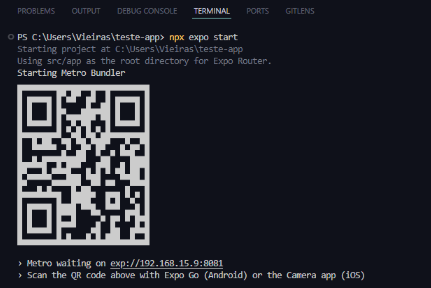 PROBLEMS OUTPUT DEBUG CONSOLE TERMINAL PORTS GITLENS
PS C:\Users\Vieiras\teste-app> npx expo start
Starting project at C:\Users\Vieiras\teste-app
Using src/app as the root directory for Expo Router.
Starting Metro Bundler
› Metro waiting on exp://192.168.15.9:8081
› Scan the QR code above with Expo Go (Android) or the Camera app (iOS)